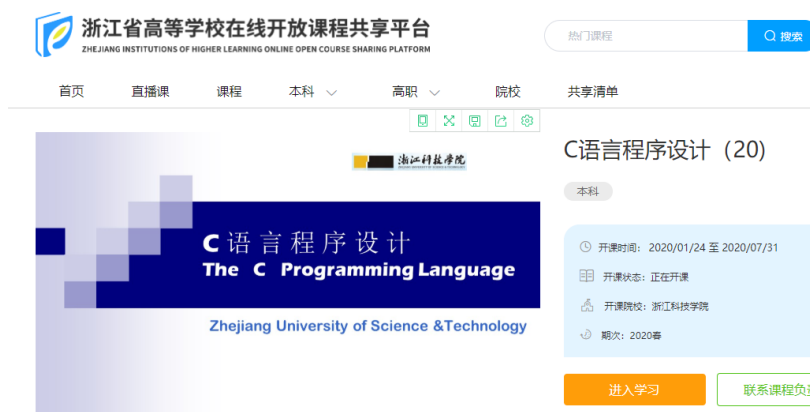 浙江省高等学校在线开放课程共享平台
ZHEJIANG INSTITUTIONS OF HIGHER LEARNING ONLINE OPEN COURSE SHARING PLATFORM
热门课程
搜索
首页 直播课 课程 本科 高职 院校 共享清单
浙江科技学院
C语言程序设计
The C Programming Language
Zhejiang University of Science &Technology
C语言程序设计（20)
本科
开课时间： 2020/01/24 至 2020/07/31
开课状态：正在开课
开课院校：浙江科技学院
期次：2020春
进入学习
联系课程负